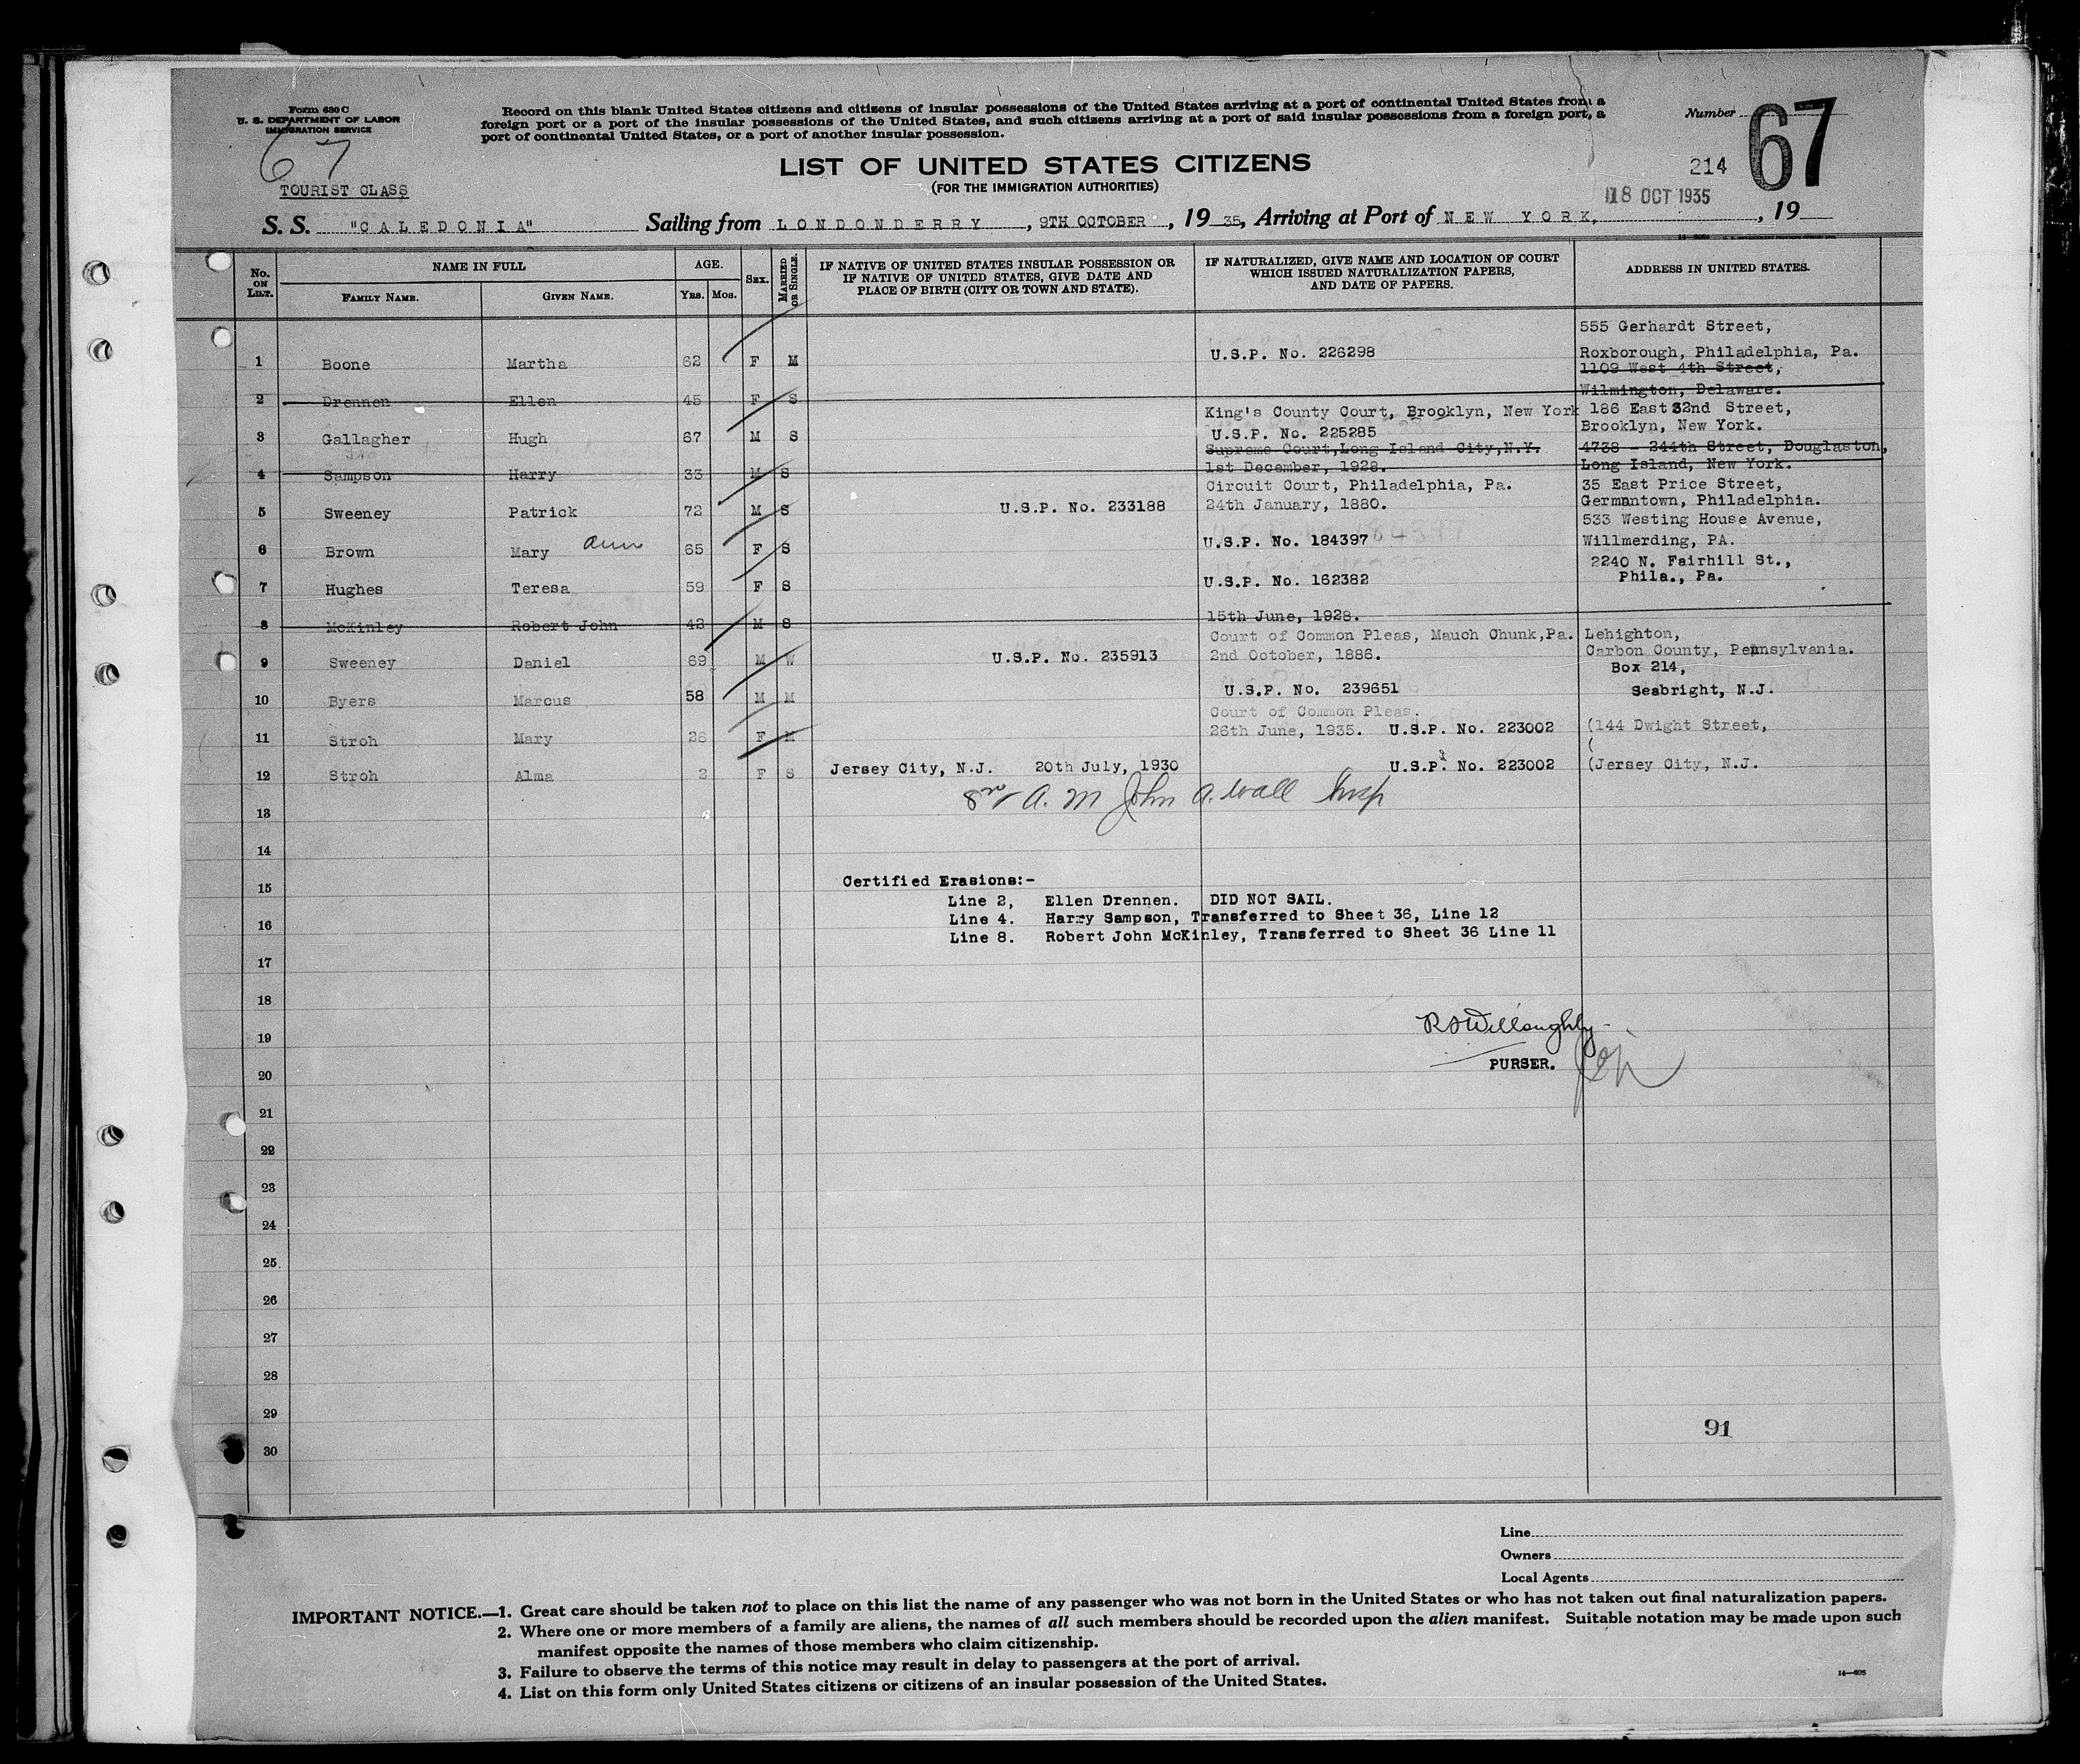 Form 630 C
U. S. DEPARTMENT OF LABOR
IMMIGRATION SERVICE
67
TOURIST CLASS
Record on this blank United States citizens and citizens of insular possessions of the United States arriving at a port of continental United States from a
foreign port or a port of the insular possessions of the United States, and such citizens arriving at a port of said insular possessions from a foreign port, a
port of continental United States, or a port of another insular possession.
Number 67
LIST OF UNITED STATES CITIZENS
(FOR THE IMMIGRATION AUTHORITIES)
214
18 OCT 1935
S. S. "CALEDONIA" Sailing from LONDONDERRY, 9TH OCTOBER, 1935, Arriving at Port of NEW YORK, , 19
No. ON LIST. NAME IN FULL AGE. SEX. MARRIED OR SINGLE. IF NATIVE OF UNITED STATES INSULAR POSSESSION OR IF NATIVE OF UNITED STATES, GIVE DATE AND PLACE OF BIRTH (CITY OR TOWN AND STATE). IF NATURALIZED, GIVE NAME AND LOCATION OF COURT WHICH ISSUED NATURALIZATION PAPERS, AND DATE OF PAPERS. ADDRESS IN UNITED STATES.
FAMILY NAME. GIVEN NAME. YRS. MOS.
555 Gerhardt Street,
1 Boone Martha 62 F M U.S.P. No. 226298 Roxborough, Philadelphia, Pa.
1109 West 4th Street,
2 Drennen Ellen 45 F S Wilmington, Delaware.
King's County Court, Brooklyn, New York 186 East 32nd Street,
3 Gallagher Hugh 67 M S U.S.P. No. 225285 Brooklyn, New York.
Supreme Court,Long Island City,N.Y. 4738 - 244th Street, Douglaston,
4 Sampson Harry 33 M S 1st December, 1928. Long Island, New York.
Circuit Court, Philadelphia, Pa. 35 East Price Street,
5 Sweeney Patrick 72 M S U.S.P. No. 233188 24th January, 1880. Germantown, Philadelphia.
533 Westing House Avenue,
6 Brown Mary Ann 65 F S U.S.P. No. 184397 Willmerding, PA.
2240 N. Fairhill St.,
7 Hughes Teresa 59 F S U.S.P. No. 162382 Phila., Pa.
8 McKinley Robert John 43 M S 15th June, 1928.
Court of Common Pleas, Mauch Chunk,Pa. Lehighton,
9 Sweeney Daniel 69 M W U.S.P. No. 235913 2nd October, 1886. Carbon County, Pennsylvania.
Box 214,
10 Byers Marcus 58 M M U.S.P. No. 239651 Seabright, N.J.
Court of Common Pleas.
11 Stroh Mary 26 F M 26th June, 1935. U.S.P. No. 223002 (144 Dwight Street,
(
12 Stroh Alma 2 F S Jersey City, N.J. 20th July, 1930 U.S.P. No. 223002 (Jersey City, N.J.
A. M John A. Wall Insp
13
14
Certified Erasions:-
15
Line 2, Ellen Drennen. DID NOT SAIL.
Line 4. Harry Sampson, Transferred to Sheet 36, Line 12
16
Line 8. Robert John McKinley, Transferred to Sheet 36 Line 11
17
18
R S Willoughby
19
PURSER.
20
21
22
23
24
25
26
27
28
29
91
30
Line
Owners
Local Agents
IMPORTANT NOTICE.—1. Great care should be taken not to place on this list the name of any passenger who was not born in the United States or who has not taken out final naturalization papers.
2. Where one or more members of a family are aliens, the names of all such members should be recorded upon the alien manifest. Suitable notation may be made upon such
manifest opposite the names of those members who claim citizenship.
3. Failure to observe the terms of this notice may result in delay to passengers at the port of arrival.
4. List on this form only United States citizens or citizens of an insular possession of the United States.